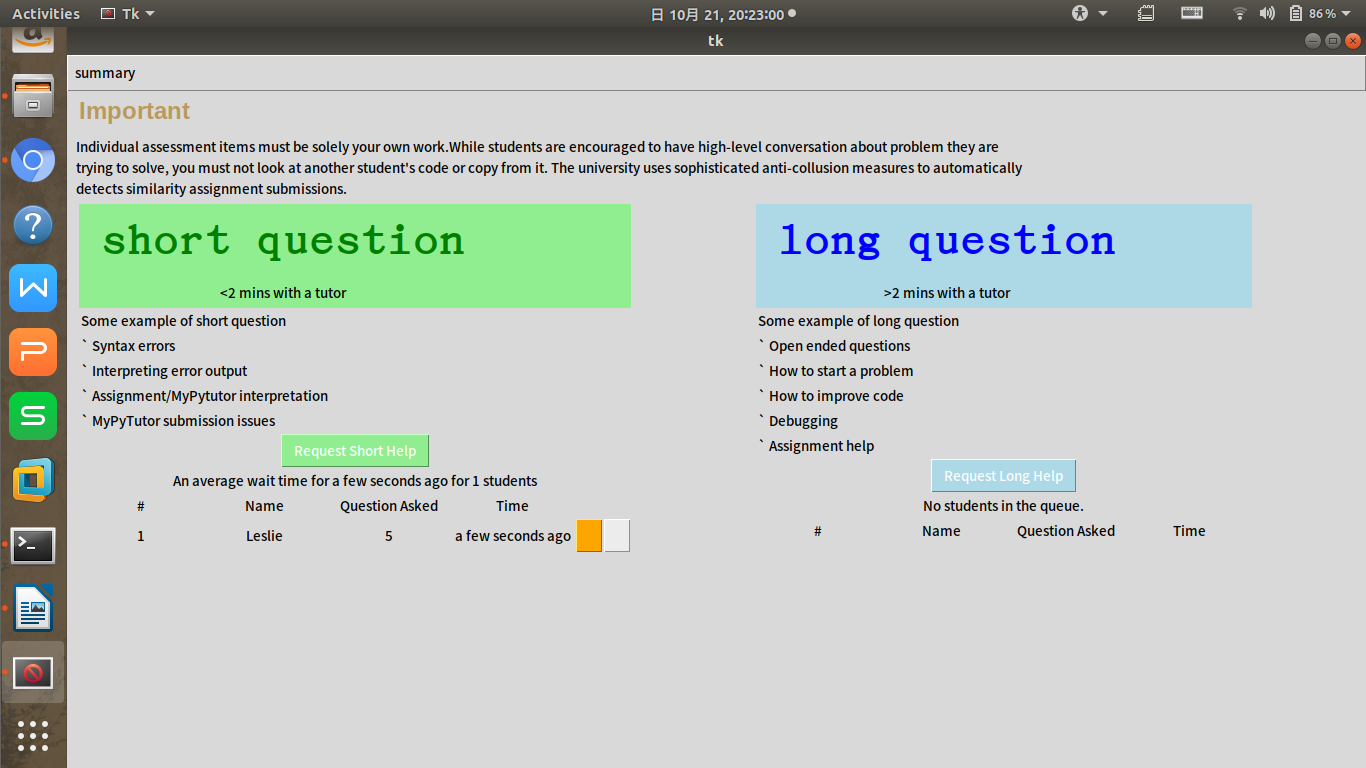 Activities Tk 日 10月 21, 20:23:00 86%
tk
summary
Important
Individual assessment items must be solely your own work.While students are encouraged to have high-level conversation about problem they are
trying to solve, you must not look at another student's code or copy from it. The university uses sophisticated anti-collusion measures to automatically
detects similarity assignment submissions.
short question
<2 mins with a tutor
Some example of short question
` Syntax errors
` Interpreting error output
` Assignment/MyPytutor interpretation
` MyPyTutor submission issues
Request Short Help
An average wait time for a few seconds ago for 1 students
# Name Question Asked Time
1 Leslie 5 a few seconds ago
long question
>2 mins with a tutor
Some example of long question
` Open ended questions
` How to start a problem
` How to improve code
` Debugging
` Assignment help
Request Long Help
No students in the queue.
# Name Question Asked Time